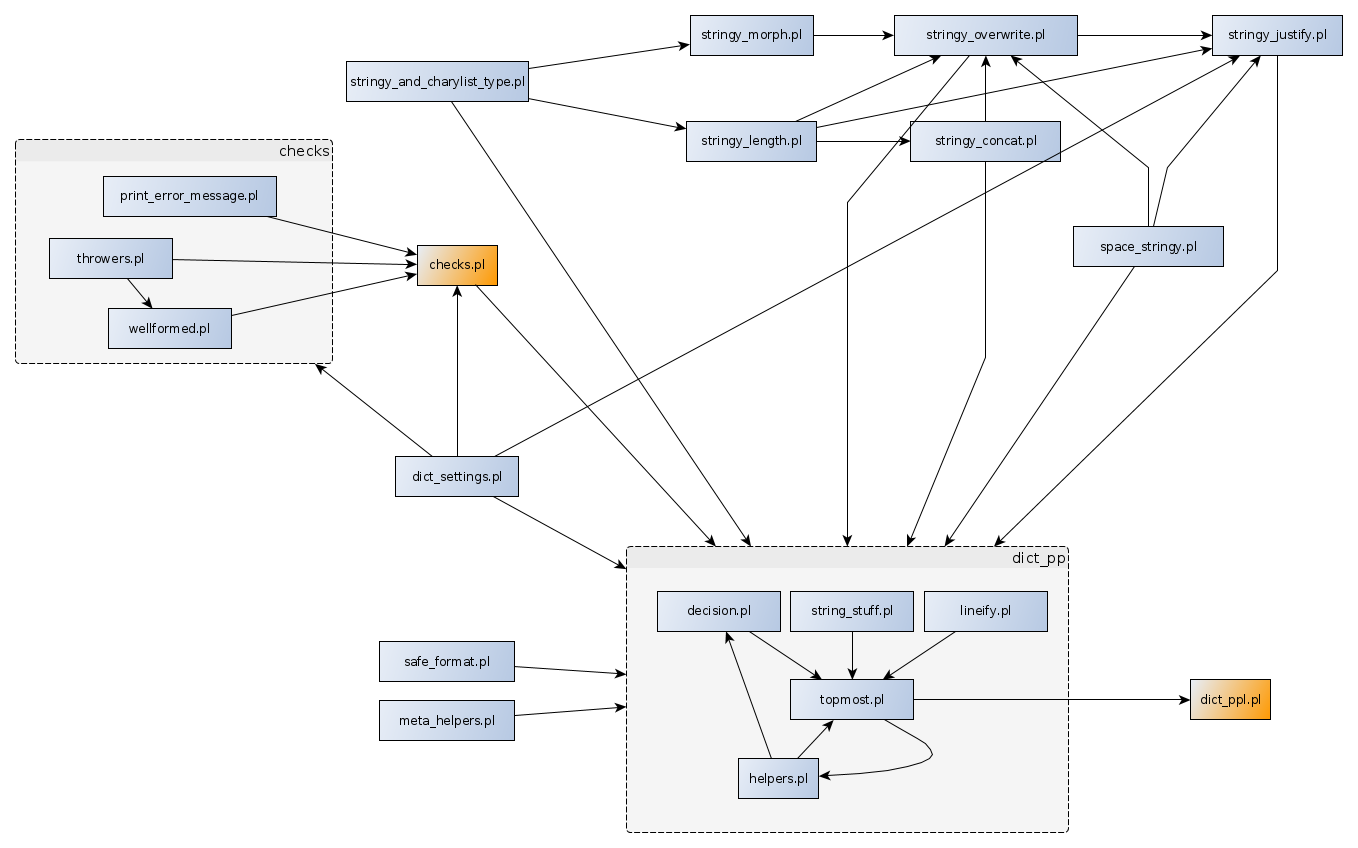 stringy_morph.pl
stringy_overwrite.pl
stringy_justify.pl
stringy_and_charylist_type.pl
stringy_length.pl
stringy_concat.pl
checks
print_error_message.pl
throwers.pl
wellformed.pl
checks.pl
space_stringy.pl
dict_settings.pl
dict_pp
decision.pl
string_stuff.pl
lineify.pl
safe_format.pl
meta_helpers.pl
topmost.pl
dict_ppl.pl
helpers.pl